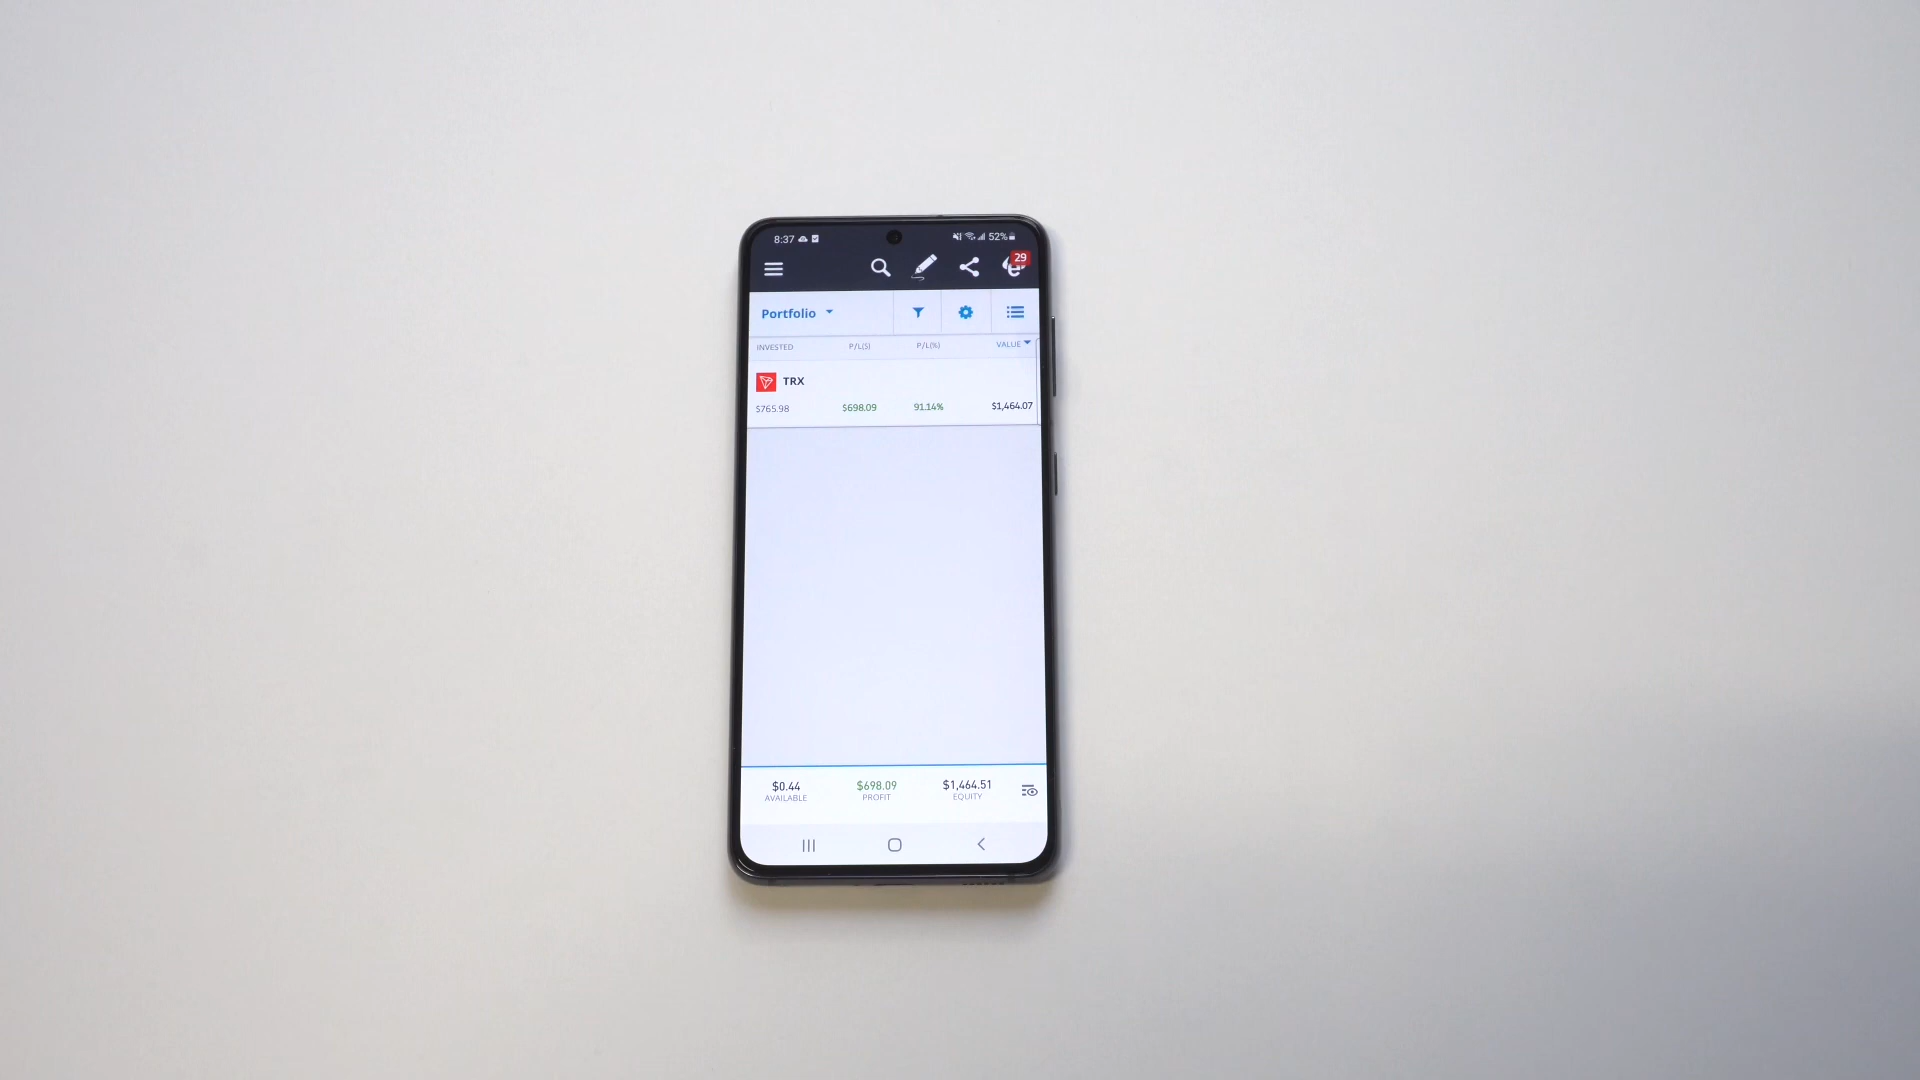 8:37 52%
29
Portfolio
INVESTED P/L($) P/L(%) VALUE
TRX
$765.98 $698.09 91.14% $1,464.07
$0.44 $698.09 $1,464.51
AVAILABLE PROFIT EQUITY